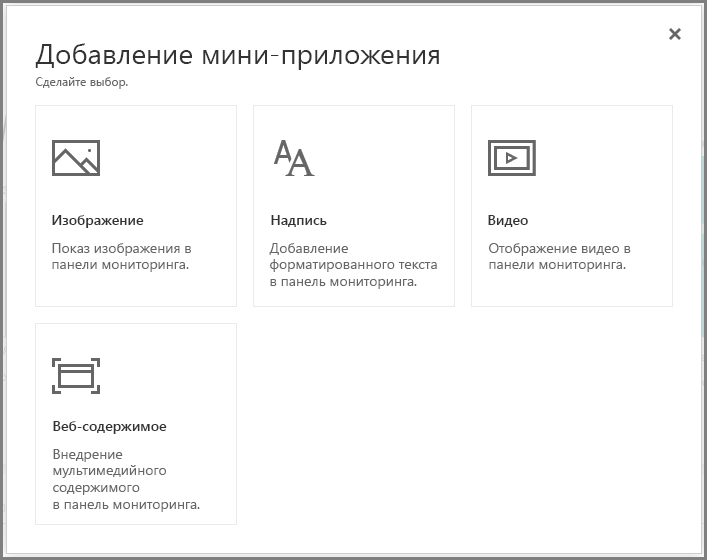 Добавление мини-приложения
Сделайте выбор.
Изображение
Показ изображения в
панели мониторинга.
Надпись
Добавление
форматированного текста
в панель мониторинга.
Видео
Отображение видео в
панели мониторинга.
Веб-содержимое
Внедрение
мультимедийного
содержимого
в панель мониторинга.